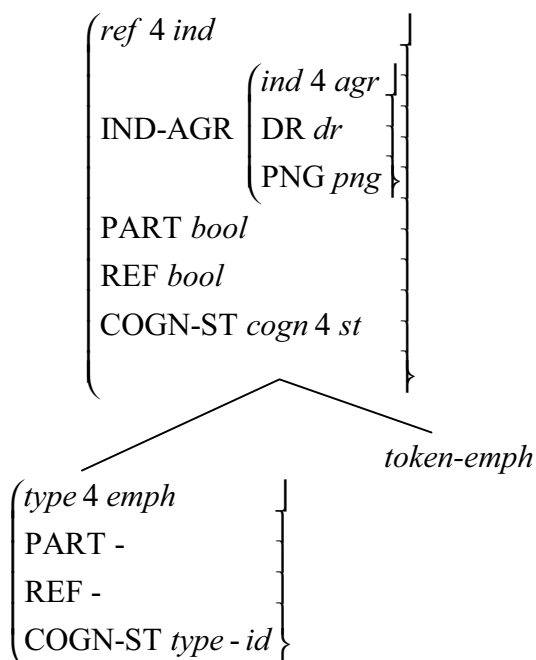 ref 4 ind
ind 4 agr
IND-AGR DR dr
PNG png
PART bool
REF bool
COGN-ST cogn 4 st
token-emph
type 4 emph
PART -
REF -
COGN-ST type - id